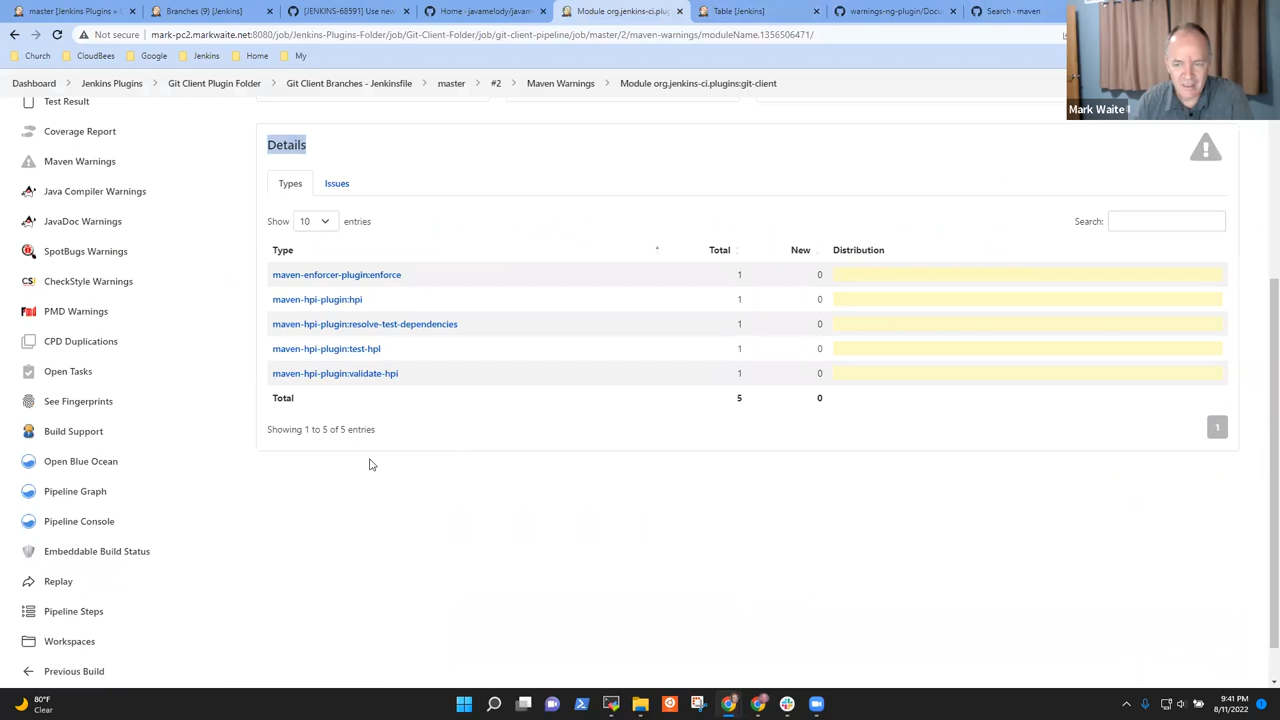 master [Jenkins Plugins
Branches (9) [Jenkins]
[JENKINS-68591] Use new
Home · javamelody/javam
Module org.jenkins-ci.plu
Table [Jenkins]
warnings-ng-plugin/Docu
Search - maven
Not secure mark-pc2.markwaite.net:8080/job/Jenkins-Plugins-Folder/job/Git-Client-Folder/job/git-client-pipeline/job/master/2/maven-warnings/moduleName.1356506471/
Church CloudBees Google Jenkins Home My
Dashboard Jenkins Plugins Git Client Plugin Folder Git Client Branches - Jenkinsfile master #2 Maven Warnings Module org.jenkins-ci.plugins:git-client
Mark Waite
Test Result
Coverage Report
Maven Warnings
Java Compiler Warnings
JavaDoc Warnings
SpotBugs Warnings
CS! CheckStyle Warnings
PMD Warnings
CPD Duplications
Open Tasks
See Fingerprints
Build Support
Open Blue Ocean
Pipeline Graph
Pipeline Console
Embeddable Build Status
Replay
Pipeline Steps
Workspaces
Previous Build
Details
Types Issues
Show 10 entries Search:
Type Total New Distribution
maven-enforcer-plugin:enforce 1 0
maven-hpi-plugin:hpi 1 0
maven-hpi-plugin:resolve-test-dependencies 1 0
maven-hpi-plugin:test-hpl 1 0
maven-hpi-plugin:validate-hpi 1 0
Total 5 0
Showing 1 to 5 of 5 entries 1
80°F
Clear
9:41 PM
8/11/2022